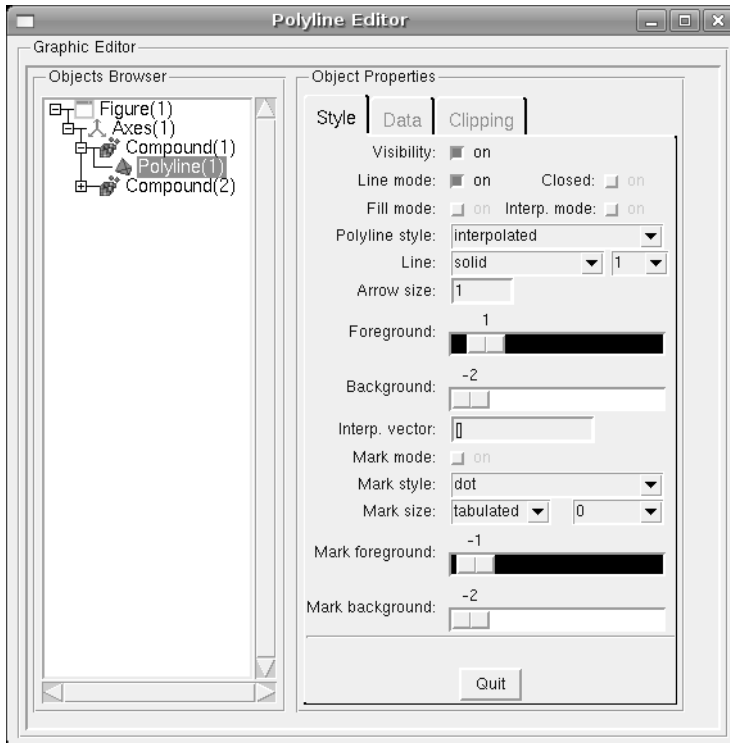 Polyline Editor
Graphic Editor
Objects Browser
Figure(1)
Axes(1)
Compound(1)
Polyline(1)
Compound(2)
Object Properties
Style Data Clipping
Visibility: on
Line mode: on Closed: on
Fill mode: on Interp. mode: on
Polyline style: interpolated
Line: solid 1
Arrow size: 1
1
Foreground:
-2
Background:
Interp. vector: []
Mark mode: on
Mark style: dot
Mark size: tabulated 0
-1
Mark foreground:
-2
Mark background:
Quit